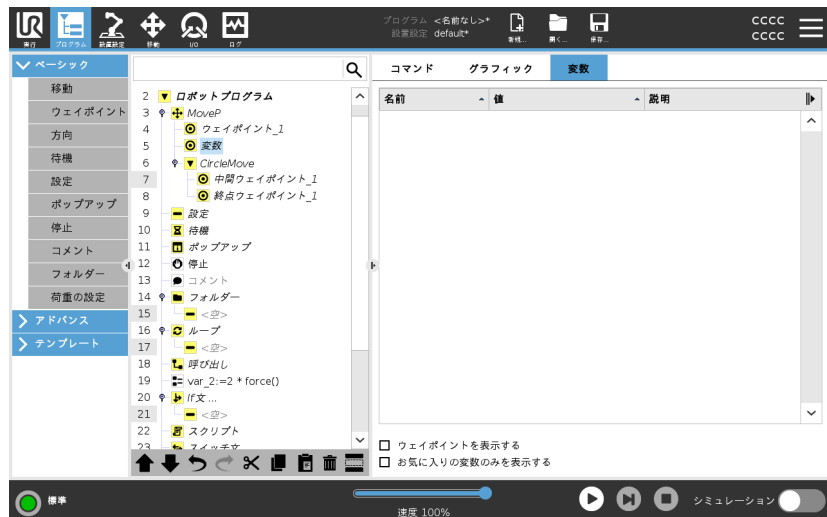 プログラム <名前なし>*
設置設定 default*
実行 プログラム 設置設定 移動 I/O ログ 新規... 開く... 保存...
cccc
cccc
ベーシック
移動
ウェイポイント
方向
待機
設定
ポップアップ
停止
コメント
フォルダー
荷重の設定
アドバンス
テンプレート
2 ロボットプログラム
3 MoveP
4 ウェイポイント_1
5 変数
6 CircleMove
7 中間ウェイポイント_1
8 終点ウェイポイント_1
9 設定
10 待機
11 ポップアップ
12 停止
13 コメント
14 フォルダー
15 <空>
16 ループ
17 <空>
18 呼び出し
19 var_2:=2 * force()
20 If文 ...
21 <空>
22 スクリプト
23 スイッチ文
コマンド グラフィック 変数
名前 値 説明
ウェイポイントを表示する
お気に入りの変数のみを表示する
標準
速度 100%
シミュレーション